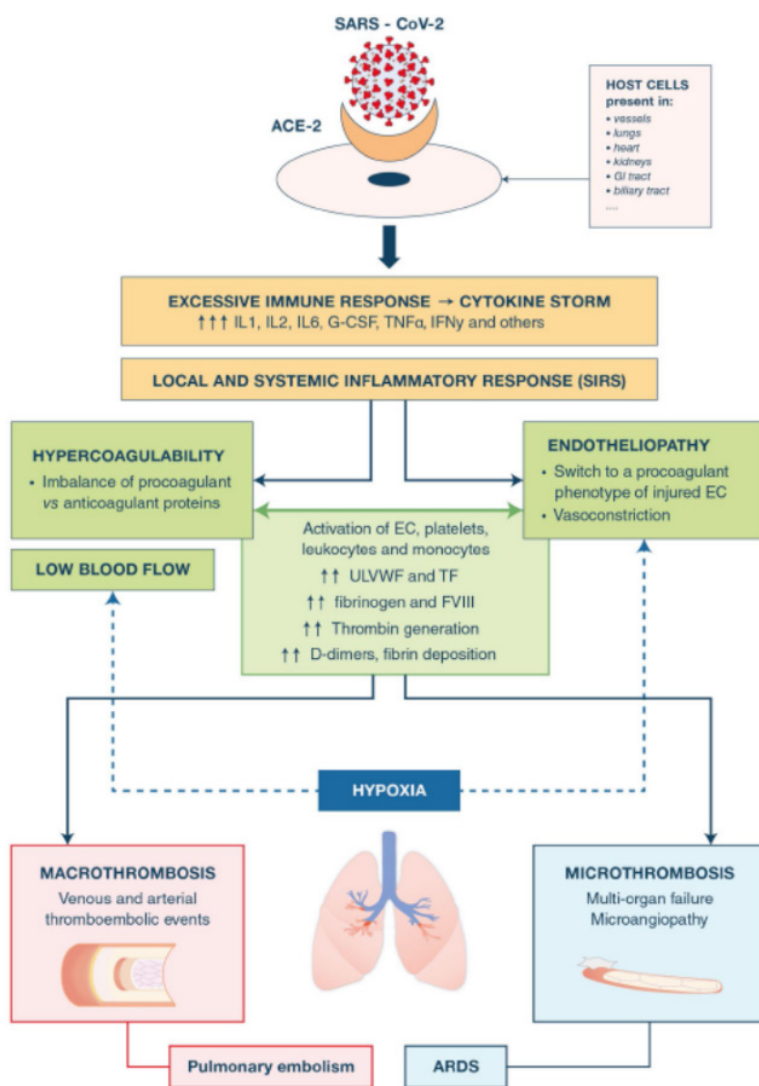 SARS - CoV-2
ACE-2
HOST CELLS
present in:
• vessels
• lungs
• heart
• kidneys
• GI tract
• biliary tract
....
EXCESSIVE IMMUNE RESPONSE → CYTOKINE STORM
↑↑↑ IL1, IL2, IL6, G-CSF, TNFα, IFNy and others
LOCAL AND SYSTEMIC INFLAMMATORY RESPONSE (SIRS)
HYPERCOAGULABILITY
• Imbalance of procoagulant
vs anticoagulant proteins
ENDOTHELIOPATHY
• Switch to a procoagulant
phenotype of injured EC
• Vasoconstriction
LOW BLOOD FLOW
Activation of EC, platelets,
leukocytes and monocytes
↑↑ ULVWF and TF
↑↑ fibrinogen and FVIII
↑↑ Thrombin generation
↑↑ D-dimers, fibrin deposition
HYPOXIA
MACROTHROMBOSIS
Venous and arterial
thromboembolic events
MICROTHROMBOSIS
Multi-organ failure
Microangiopathy
Pulmonary embolism
ARDS